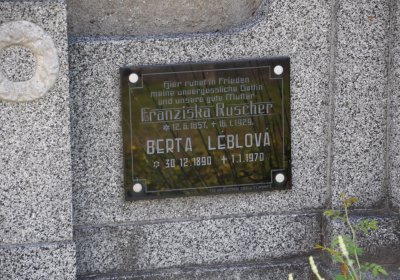 Hier ruhet in Frieden
meine unvergessliche Gattin
und unsere gute Mutter
Franziska Ruscher
✲ 12.6.1857. ✝ 16.1.1929.
BERTA LÉBLOVÁ
✲ 30.12.1890 ✝ 1.1.1970